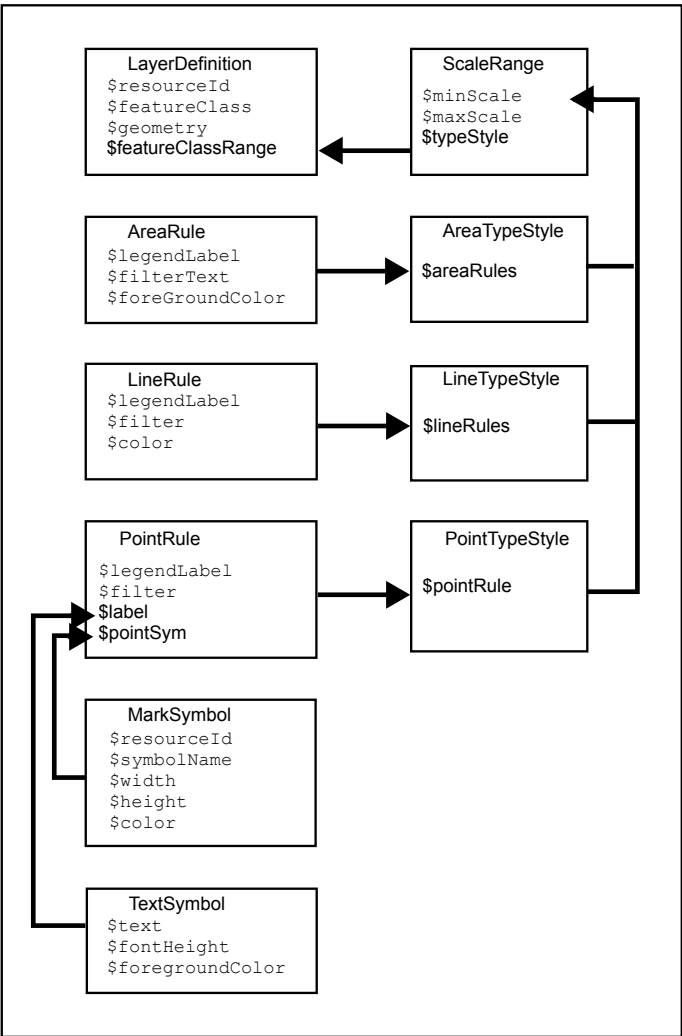 LayerDefinition
$resourceId
$featureClass
$geometry
$featureClassRange
ScaleRange
$minScale
$maxScale
$typeStyle
AreaRule
$legendLabel
$filterText
$foreGroundColor
AreaTypeStyle
$areaRules
LineRule
$legendLabel
$filter
$color
LineTypeStyle
$lineRules
PointRule
$legendLabel
$filter
$label
$pointSym
PointTypeStyle
$pointRule
MarkSymbol
$resourceId
$symbolName
$width
$height
$color
TextSymbol
$text
$fontHeight
$foregroundColor